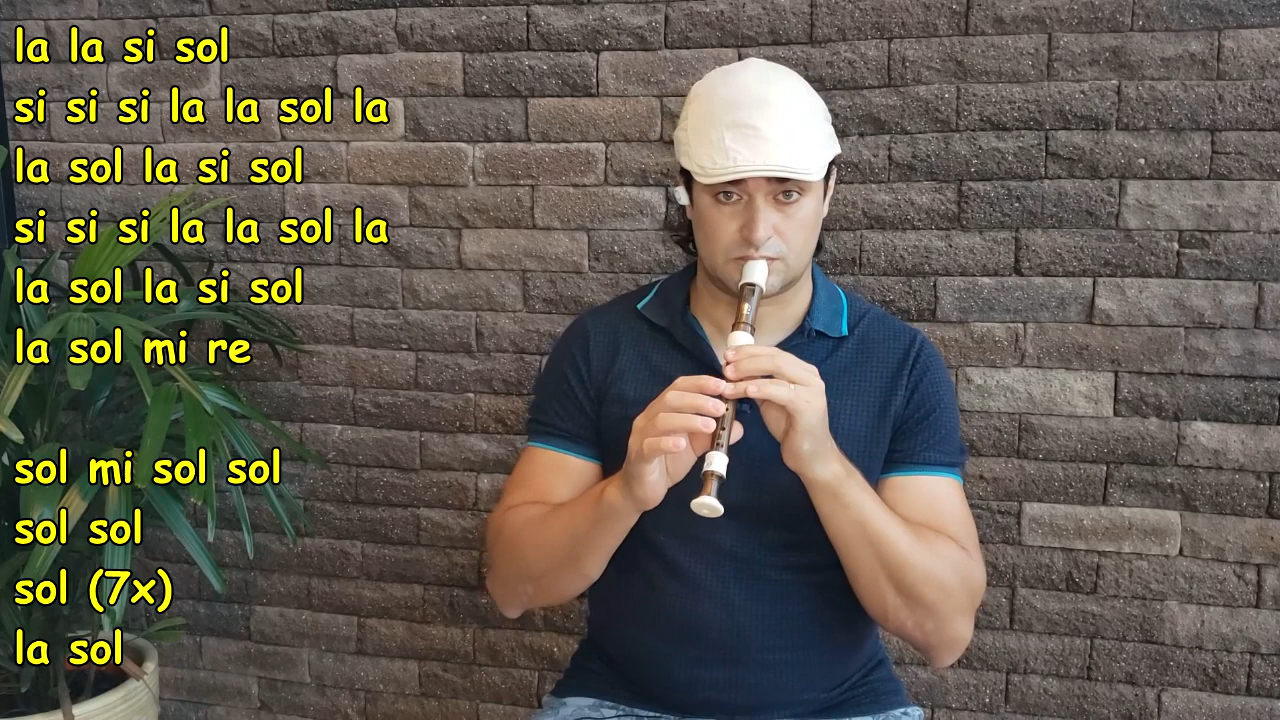 la la si sol
si si si la la sol la
la sol la si sol
si si si la la sol la
la sol la si sol
la sol mi re
sol mi sol sol
sol sol
sol (7x)
la sol